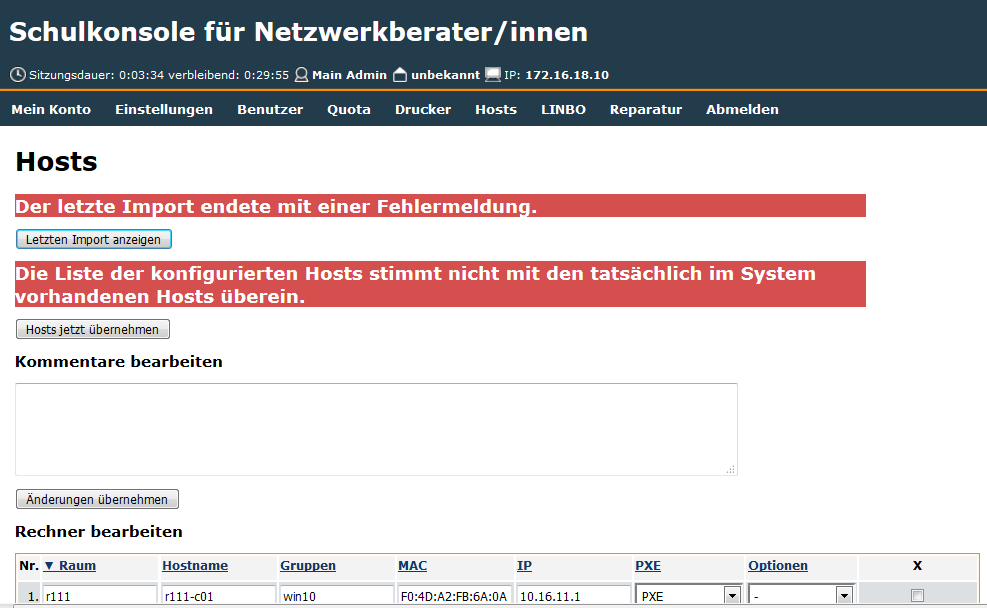 Schulkonsole für Netzwerkberater/innen
Sitzungsdauer: 0:03:34 verbleibend: 0:29:55 Main Admin unbekannt IP: 172.16.18.10
Mein Konto Einstellungen Benutzer Quota Drucker Hosts LINBO Reparatur Abmelden
Hosts
Der letzte Import endete mit einer Fehlermeldung.
Letzten Import anzeigen
Die Liste der konfigurierten Hosts stimmt nicht mit den tatsächlich im System
vorhandenen Hosts überein.
Hosts jetzt übernehmen
Kommentare bearbeiten
Änderungen übernehmen
Rechner bearbeiten
Nr. ▼ Raum Hostname Gruppen MAC IP PXE Optionen X
1. r111 r111-c01 win10 F0:4D:A2:FB:6A:0A 10.16.11.1 PXE -